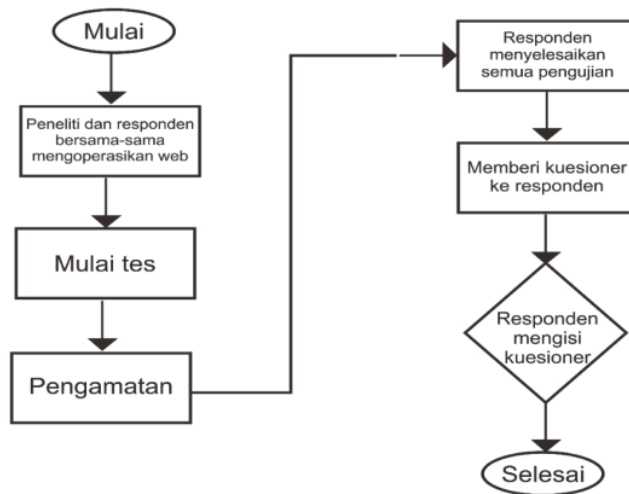 Mulai
Peneliti dan responden
bersama-sama
mengoperasikan web
Mulai tes
Pengamatan
Responden
menyelesaikan
semua pengujian
Memberi kuesioner
ke responden
Responden
mengisi
kuesioner
Selesai